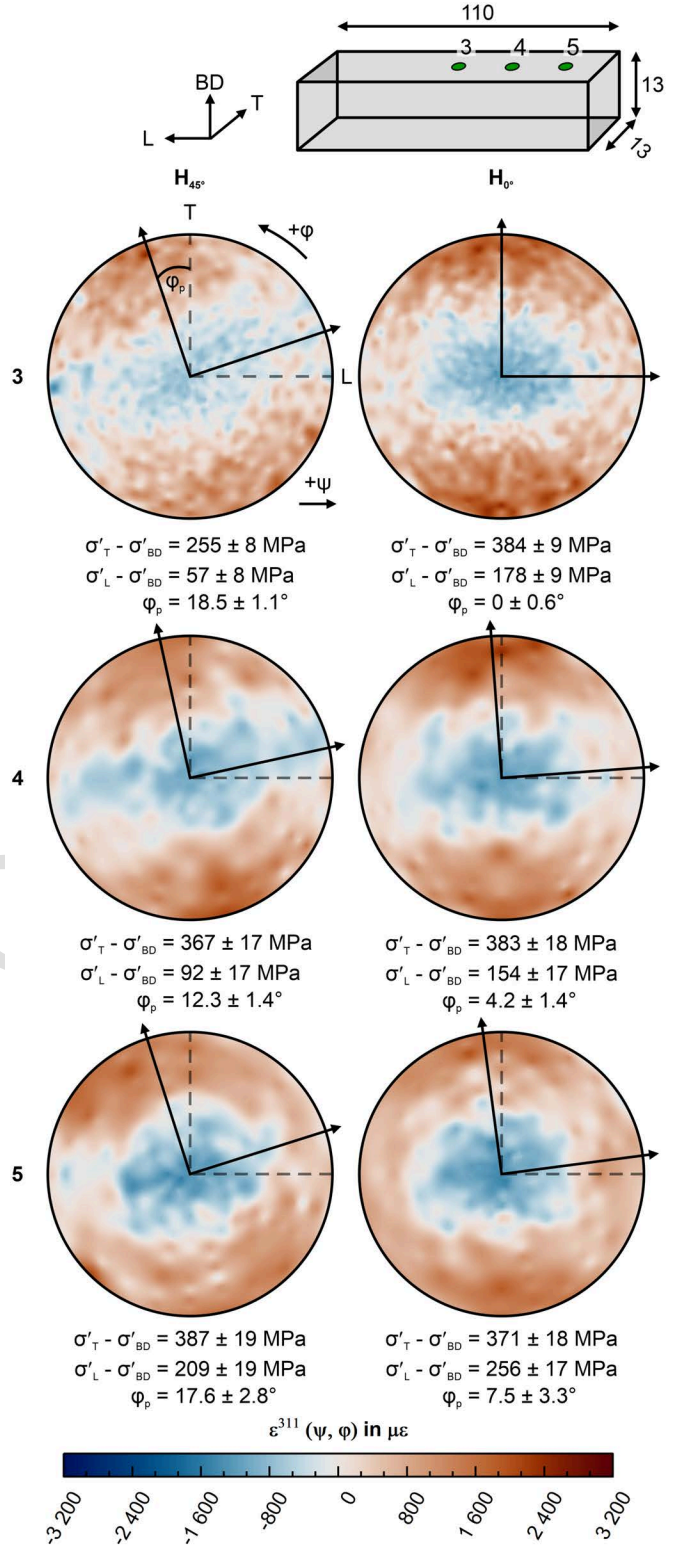 110
3 4 5
BD
T
L
13
13
H45° H0°
T
+φ
φp
3
L
+ψ
σ′T - σ′BD = 255 ± 8 MPa
σ′L - σ′BD = 57 ± 8 MPa
φp = 18.5 ± 1.1°
σ′T - σ′BD = 384 ± 9 MPa
σ′L - σ′BD = 178 ± 9 MPa
φp = 0 ± 0.6°
4
σ′T - σ′BD = 367 ± 17 MPa
σ′L - σ′BD = 92 ± 17 MPa
φp = 12.3 ± 1.4°
σ′T - σ′BD = 383 ± 18 MPa
σ′L - σ′BD = 154 ± 17 MPa
φp = 4.2 ± 1.4°
5
σ′T - σ′BD = 387 ± 19 MPa
σ′L - σ′BD = 209 ± 19 MPa
φp = 17.6 ± 2.8°
σ′T - σ′BD = 371 ± 18 MPa
σ′L - σ′BD = 256 ± 17 MPa
φp = 7.5 ± 3.3°
ε³¹¹ (ψ, φ) in με
-3 200 -2 400 -1 600 -800 0 800 1 600 2 400 3 200